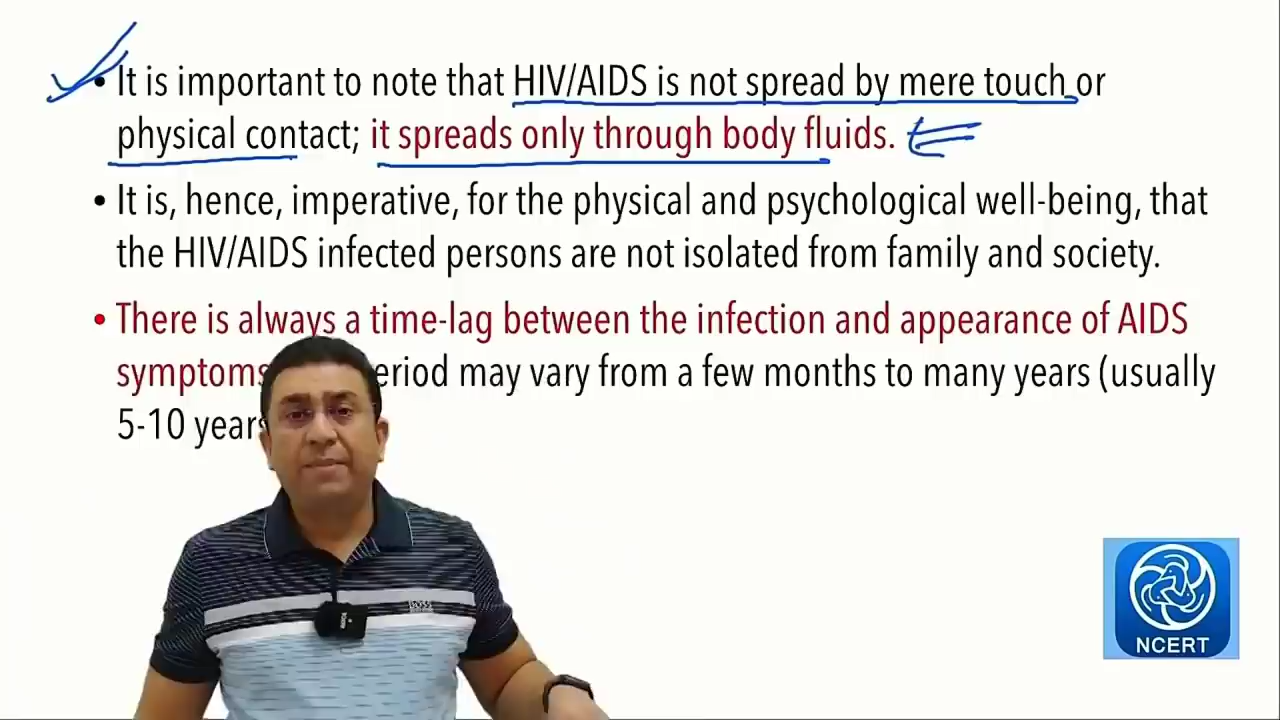 • It is important to note that HIV/AIDS is not spread by mere touch or
physical contact; it spreads only through body fluids.
• It is, hence, imperative, for the physical and psychological well-being, that
the HIV/AIDS infected persons are not isolated from family and society.
• There is always a time-lag between the infection and appearance of AIDS
symptoms eriod may vary from a few months to many years (usually
5-10 years
NCERT